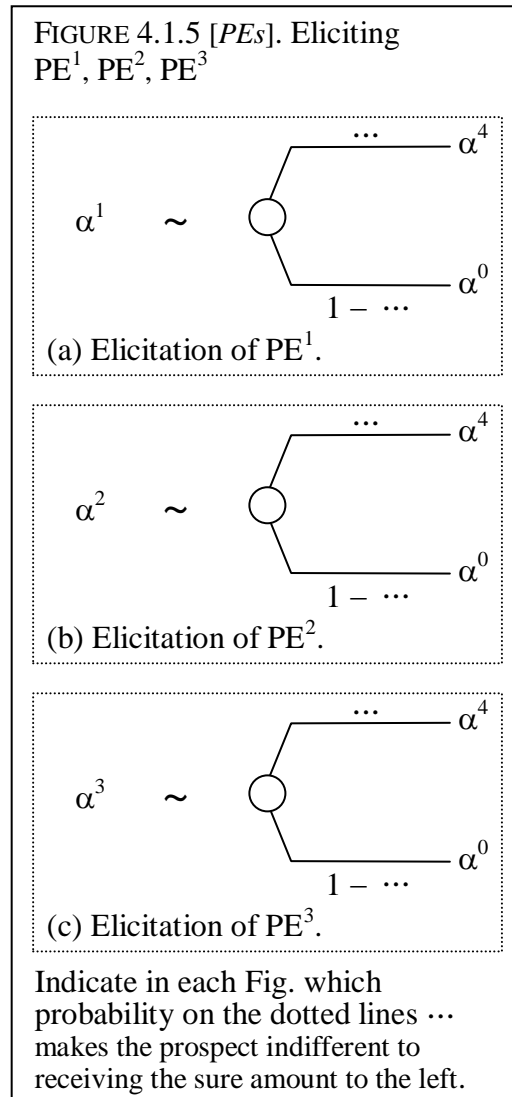 FIGURE 4.1.5 [PEs]. Eliciting
PE¹, PE², PE³
... α⁴
α¹ ~
α⁰
1 − ...
(a) Elicitation of PE¹.
... α⁴
α² ~
α⁰
1 − ...
(b) Elicitation of PE².
... α⁴
α³ ~
α⁰
1 − ...
(c) Elicitation of PE³.
Indicate in each Fig. which
probability on the dotted lines ...
makes the prospect indifferent to
receiving the sure amount to the left.